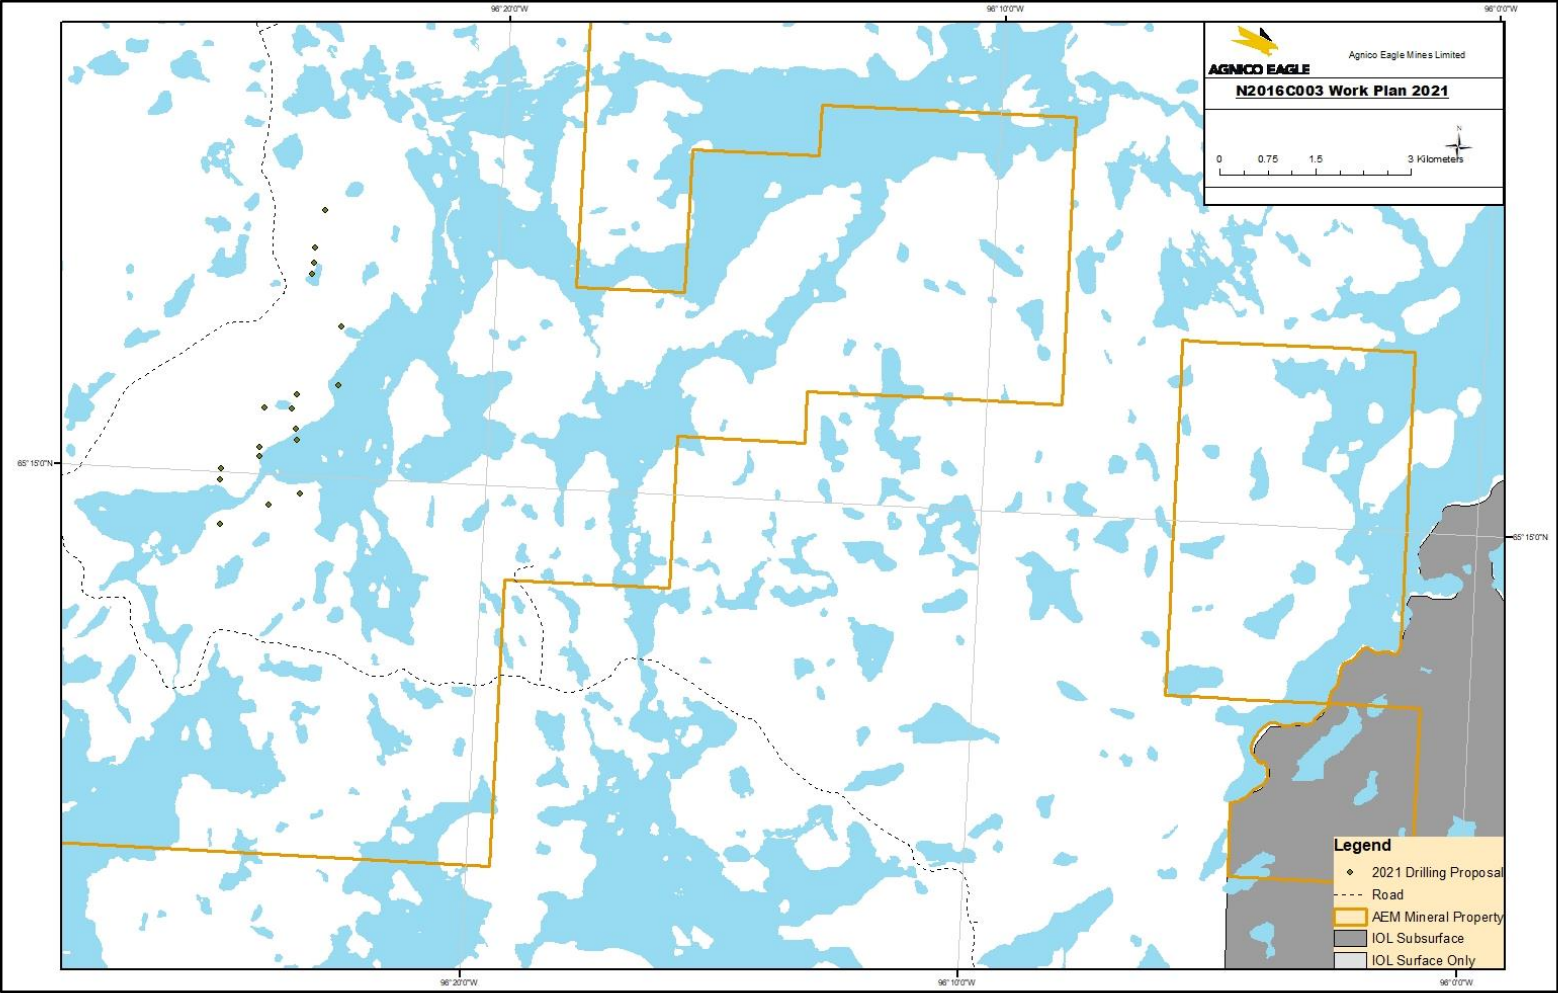 96°20'0"W
96°10'0"W
96°0'0"W
AGNICO EAGLE
Agnico Eagle Mines Limited
N2016C003 Work Plan 2021
N
0 0.75 1.5 3 Kilometers
65°15'0"N
65°15'0"N
Legend
2021 Drilling Proposal
Road
AEM Mineral Property
IOL Subsurface
IOL Surface Only
96°20'0"W
96°10'0"W
96°0'0"W